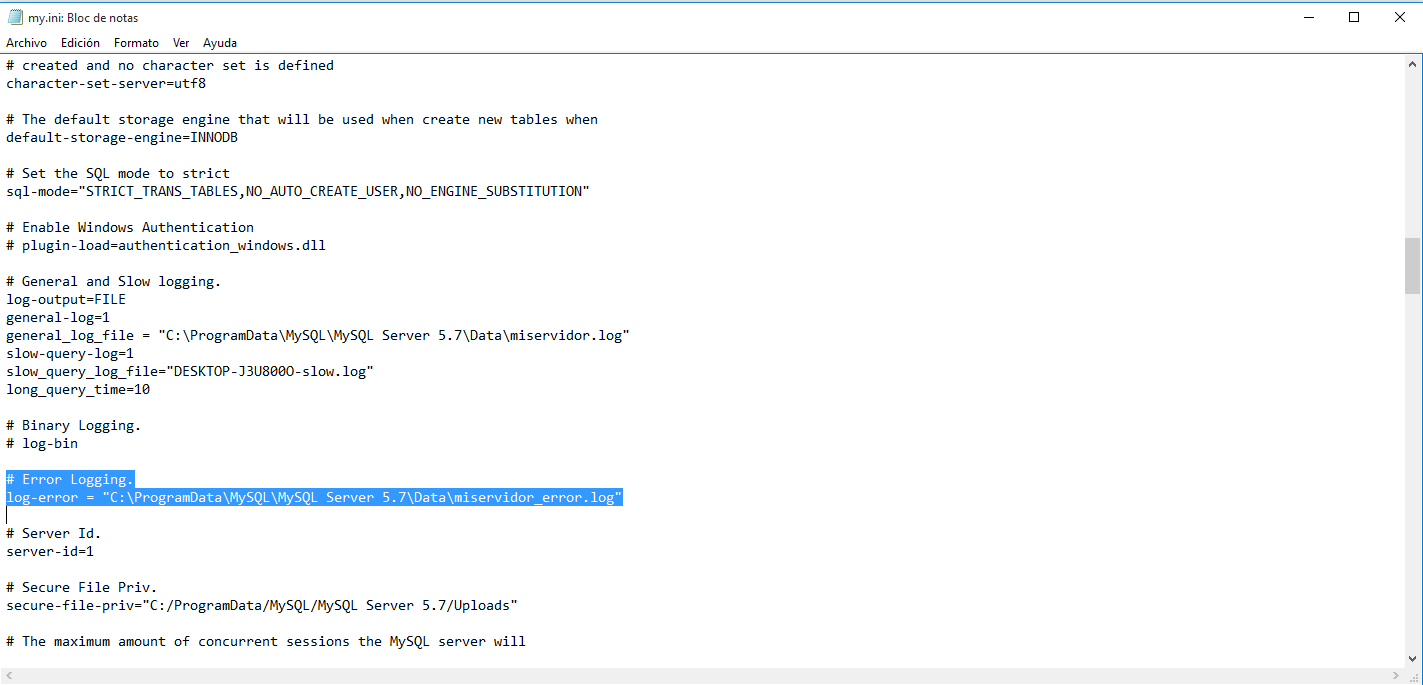 my.ini: Bloc de notas
Archivo Edición Formato Ver Ayuda
# created and no character set is defined
character-set-server=utf8
# The default storage engine that will be used when create new tables when
default-storage-engine=INNODB
# Set the SQL mode to strict
sql-mode="STRICT_TRANS_TABLES,NO_AUTO_CREATE_USER,NO_ENGINE_SUBSTITUTION"
# Enable Windows Authentication
# plugin-load=authentication_windows.dll
# General and Slow logging.
log-output=FILE
general-log=1
general_log_file = "C:\ProgramData\MySQL\MySQL Server 5.7\Data\miservidor.log"
slow-query-log=1
slow_query_log_file="DESKTOP-J3U800O-slow.log"
long_query_time=10
# Binary Logging.
# log-bin
# Error Logging.
log-error = "C:\ProgramData\MySQL\MySQL Server 5.7\Data\miservidor_error.log"
# Server Id.
server-id=1
# Secure File Priv.
secure-file-priv="C:/ProgramData/MySQL/MySQL Server 5.7/Uploads"
# The maximum amount of concurrent sessions the MySQL server will